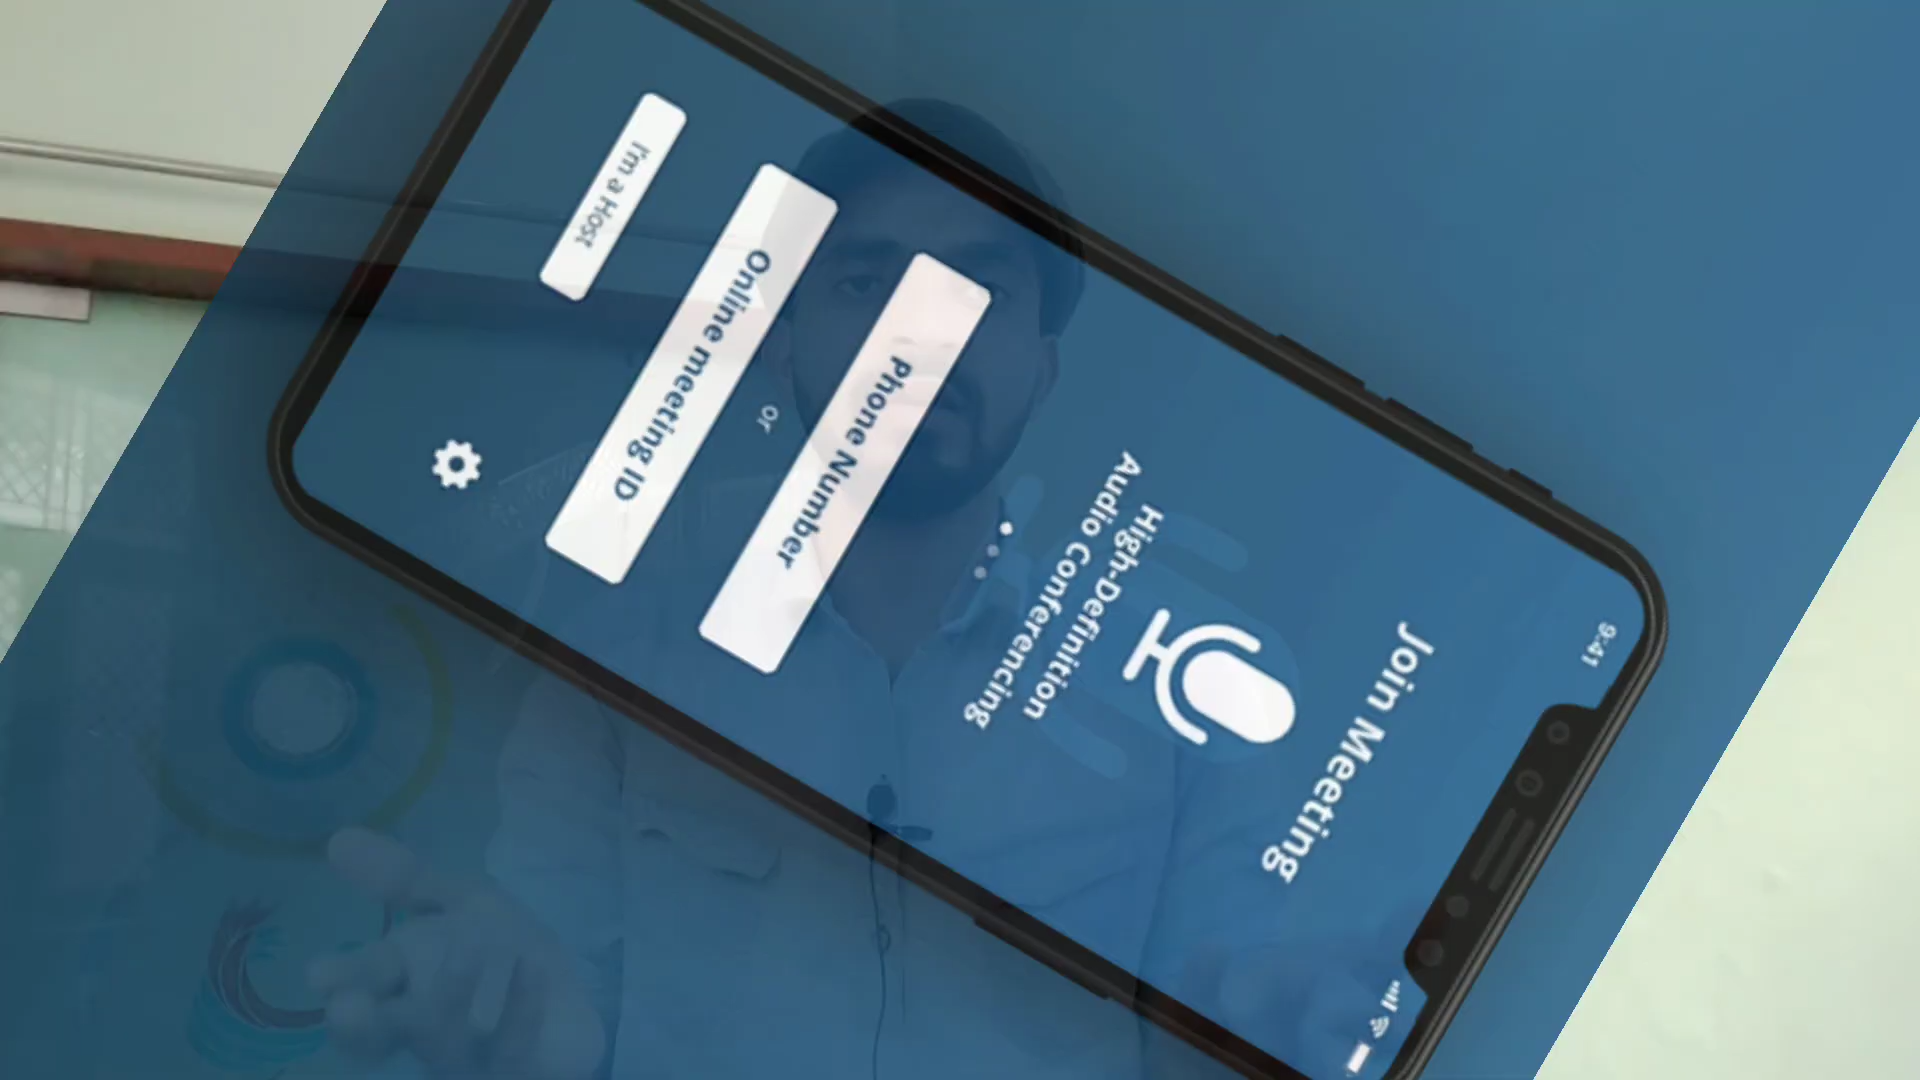 9:41
Join Meeting
High-Definition
Audio Conferencing
Phone Number
or
Online meeting ID
I'm a Host